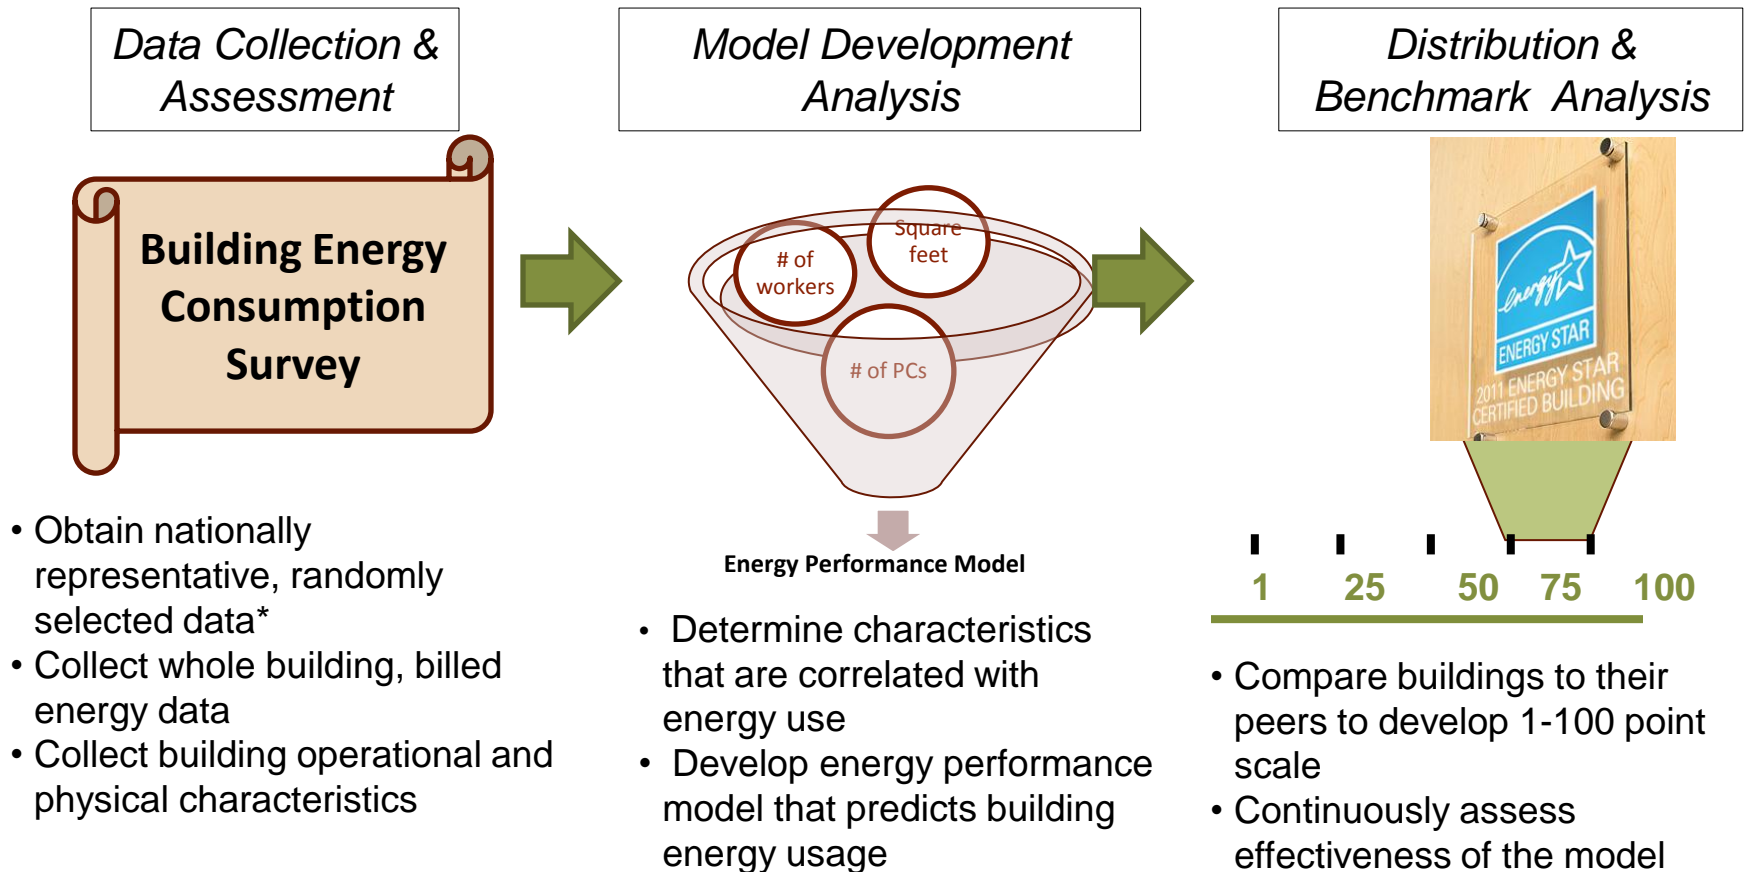 Data Collection &
Assessment
Building Energy
Consumption
Survey
• Obtain nationally
representative, randomly
selected data*
• Collect whole building, billed
energy data
• Collect building operational and
physical characteristics
Model Development
Analysis
# of
workers
Square
feet
# of PCs
Energy Performance Model
• Determine characteristics
that are correlated with
energy use
• Develop energy performance
model that predicts building
energy usage
Distribution &
Benchmark Analysis
energy
ENERGY STAR
2011 ENERGY STAR
CERTIFIED BUILDING
1 25 50 75 100
• Compare buildings to their
peers to develop 1-100 point
scale
• Continuously assess
effectiveness of the model